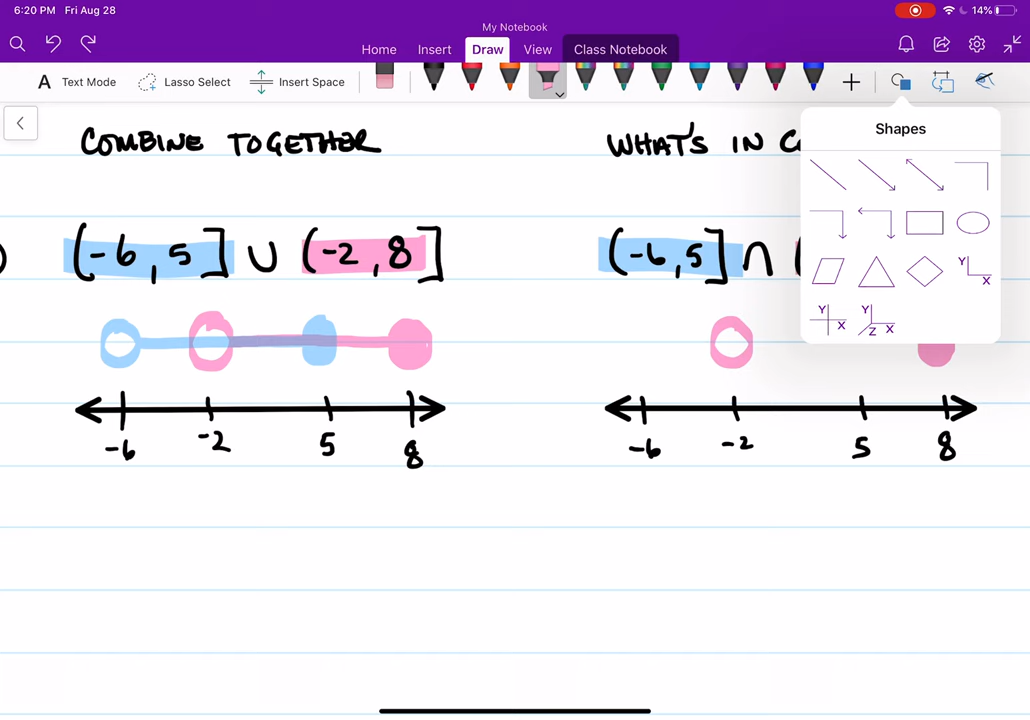 6:20 PM Fri Aug 28 14%
My Notebook
Home Insert Draw View Class Notebook
A Text Mode Lasso Select Insert Space
Shapes
Y X
Y X Y Z X
COMBINE TOGETHER
(-6, 5] ∪ (-2, 8]
-6 -2 5 8
WHAT'S IN C
(-6, 5] ∩ (
-6 -2 5 8